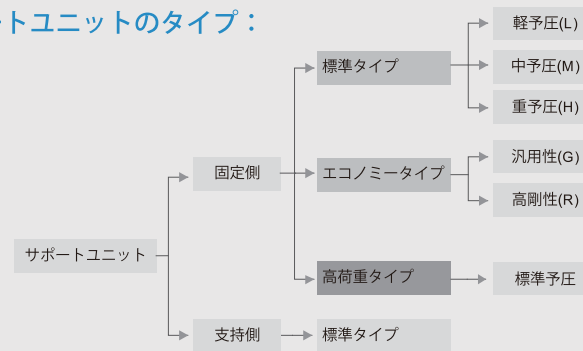 トユニットのタイプ：
軽予圧(L)
標準タイプ
中予圧(M)
重予圧(H)
固定側
エコノミータイプ
汎用性(G)
高剛性(R)
サポートユニット
高荷重タイプ
標準予圧
支持側
標準タイプ